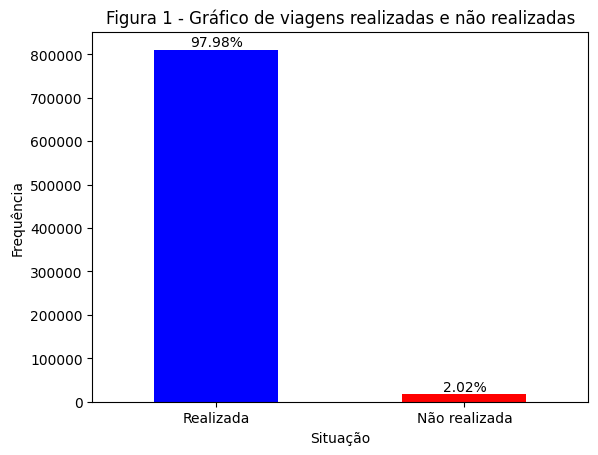 Figura 1 - Gráfico de viagens realizadas e não realizadas
97.98%
2.02%
800000
700000
600000
500000
400000
300000
200000
100000
0
Frequência
Realizada
Não realizada
Situação